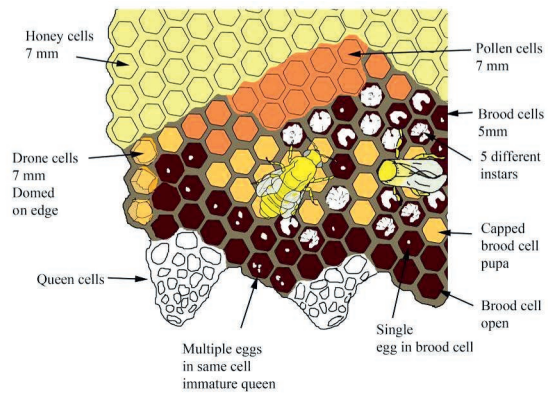 Honey cells
7 mm
Pollen cells
7 mm
Brood cells
5mm
5 different
instars
Drone cells
7 mm
Domed
on edge
Capped
brood cell
pupa
Queen cells
Brood cell
open
Single
egg in brood cell
Multiple eggs
in same cell
immature queen